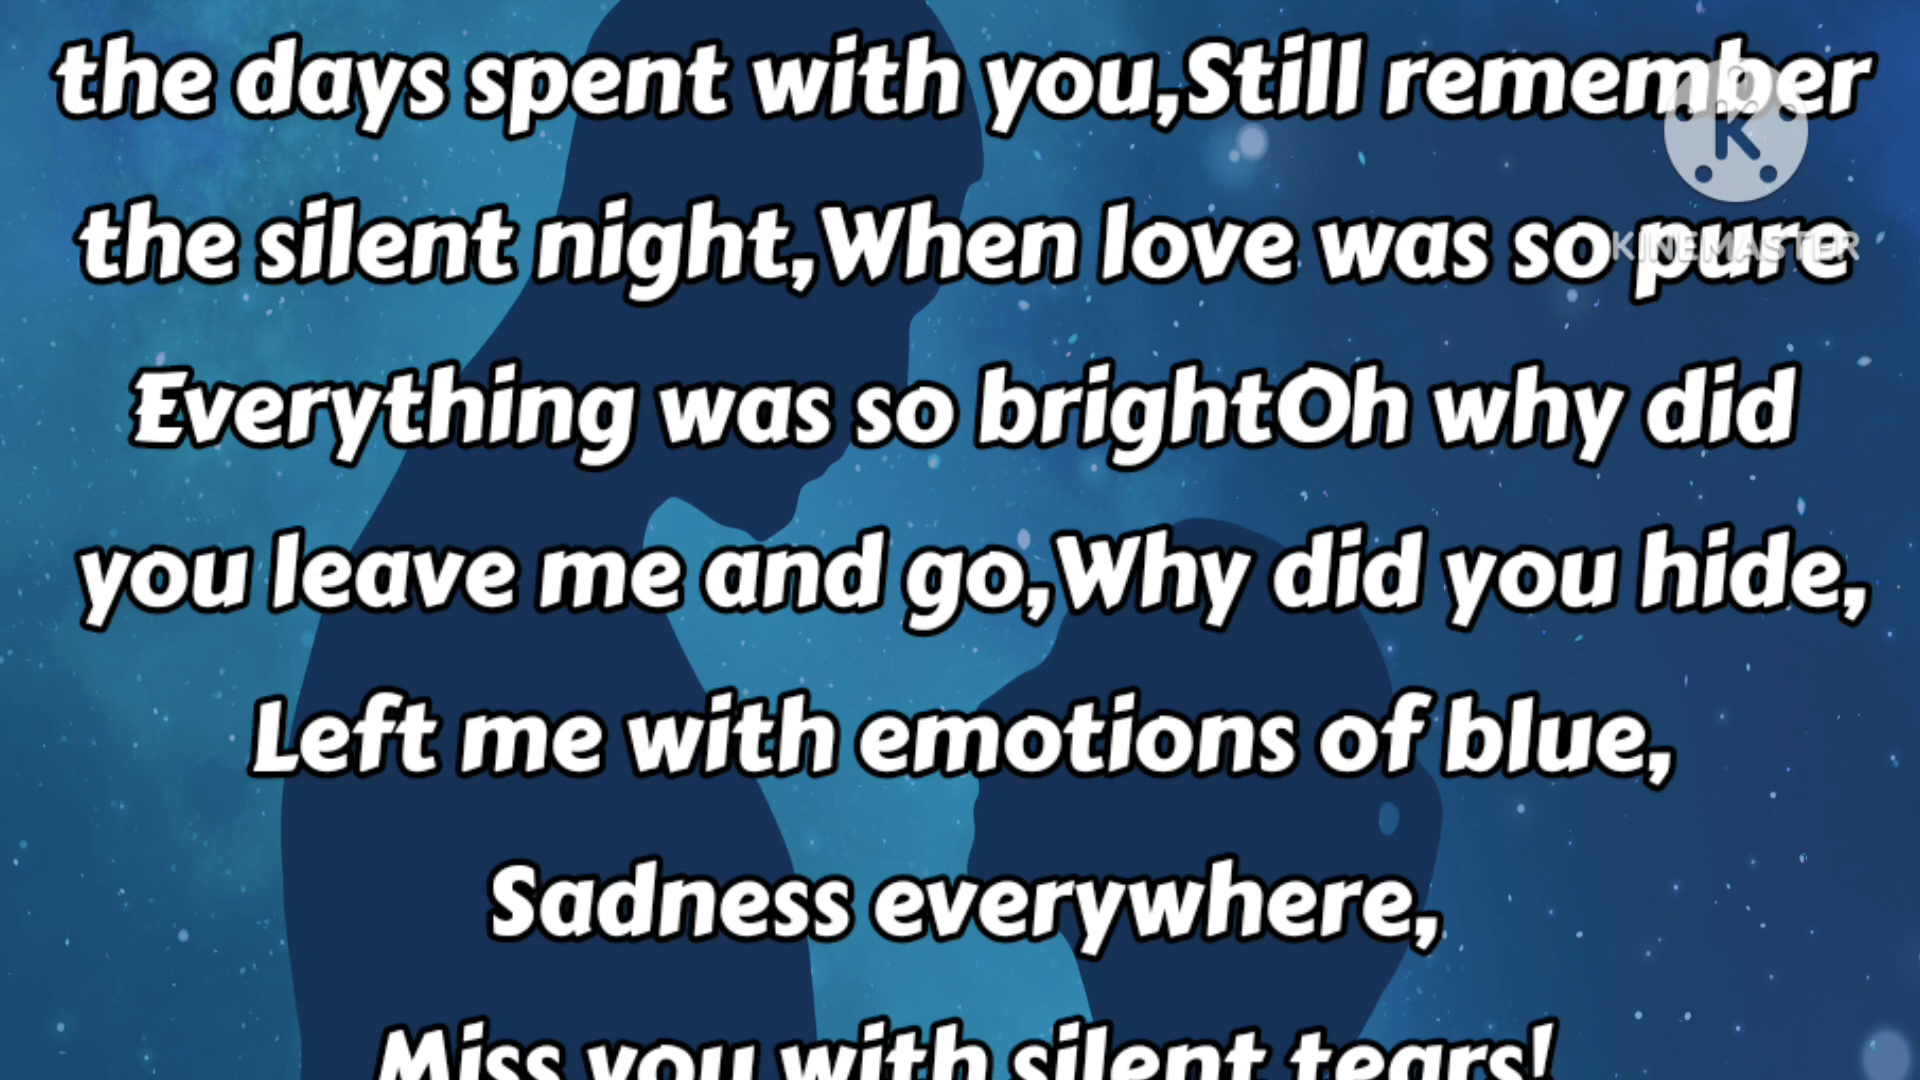 the days spent with you,Still remember
the silent night,When love was so pure
Everything was so brightOh why did
you leave me and go,Why did you hide,
Left me with emotions of blue,
Sadness everywhere,
Miss you with silent tears!
K
KINEMASTER